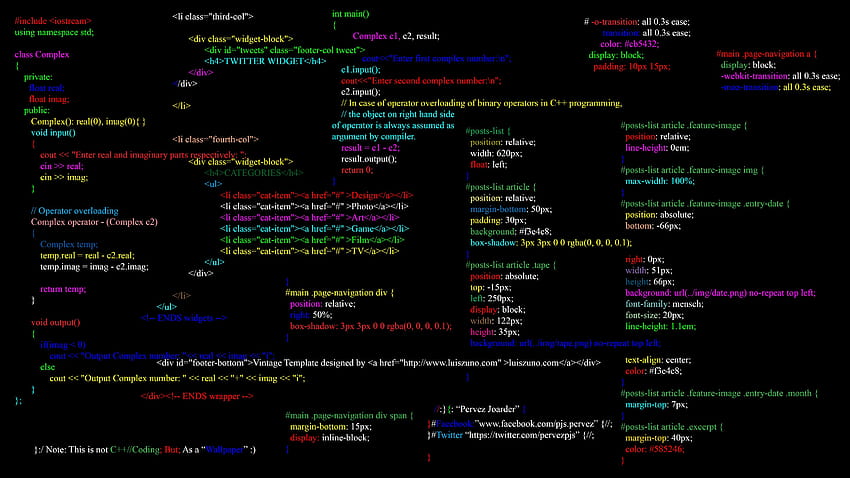 #include <iostream>
using namespace std;
class Complex
{
private:
float real;
float imag;
public:
Complex(): real(0), imag(0){ }
void input()
{
cout << "Enter real and imaginary parts respectively: ";
cin >> real;
cin >> imag;
}
// Operator overloading
Complex operator - (Complex c2)
{
Complex temp;
temp.real = real - c2.real;
temp.imag = imag - c2.imag;
return temp;
}
void output()
{
if(imag < 0)
cout << "Output Complex number: " << real << imag << "i";
else
cout << "Output Complex number: " << real << "+" << imag << "i";
}
};
}:/ Note: This is not C++//Coding; But; As a “Wallpaper” ;)
<li class="third-col">
<div class="widget-block">
<div id="tweets" class="footer-col tweet">
<h4>TWITTER WIDGET</h4>
</div>
</div>
</li>
<li class="fourth-col">
<div class="widget-block">
<h4>CATEGORIES</h4>
<ul>
<li class="cat-item"><a href="#" >Design</a></li>
<li class="cat-item"><a href="#" >Photo</a></li>
<li class="cat-item"><a href="#" >Art</a></li>
<li class="cat-item"><a href="#" >Game</a></li>
<li class="cat-item"><a href="#" >Film</a></li>
<li class="cat-item"><a href="#" >TV</a></li>
</ul>
</div>
</li>
</ul>
<!-- ENDS widgets -->
<div id="footer-bottom">Vintage Template designed by <a href="http://www.luiszuno.com" >luiszuno.com</a></div>
</div><!-- ENDS wrapper -->
int main()
{
Complex c1, c2, result;
cout<<"Enter first complex number:\n";
c1.input();
cout<<"Enter second complex number:\n";
c2.input();
// In case of operator overloading of binary operators in C++ programming,
// the object on right hand side
of operator is always assumed as
argument by compiler.
result = c1 - c2;
result.output();
return 0;
}
}
#main .page-navigation div {
position: relative;
right: 50%;
box-shadow: 3px 3px 0 0 rgba(0, 0, 0, 0.1);
}
#main .page-navigation div span {
margin-bottom: 15px;
display: inline-block;
}
#posts-list {
position: relative;
width: 620px;
float: left;
}
#posts-list article {
position: relative;
margin-bottom: 50px;
padding: 30px;
background: #f3e4c8;
box-shadow: 3px 3px 0 0 rgba(0, 0, 0, 0.1);
}
#posts-list article .tape {
position: absolute;
top: -15px;
left: 250px;
display: block;
width: 122px;
height: 35px;
background: url(../img/tape.png) no-repeat top left;
}
//;}{; “Pervez Joarder” {
}#Facebook:”www.facebook.com/pjs.pervez” {//;
}#Twitter “https://twitter.com/pervezpjs” {//;
}
# -o-transition: all 0.3s ease;
transition: all 0.3s ease;
color: #cb5432;
display: block;
padding: 10px 15px;
#main .page-navigation a {
display: block;
-webkit-transition: all 0.3s ease;
-moz-transition: all 0.3s ease;
#posts-list article .feature-image {
position: relative;
line-height: 0em;
}
#posts-list article .feature-image img {
max-width: 100%;
}
#posts-list article .feature-image .entry-date {
position: absolute;
bottom: -66px;
right: 0px;
width: 51px;
height: 66px;
background: url(../img/date.png) no-repeat top left;
font-family: mensch;
font-size: 20px;
line-height: 1.1em;
text-align: center;
color: #f3e4c8;
}
#posts-list article .feature-image .entry-date .month {
margin-top: 7px;
}
#posts-list article .excerpt {
margin-top: 40px;
color: #585246;
}